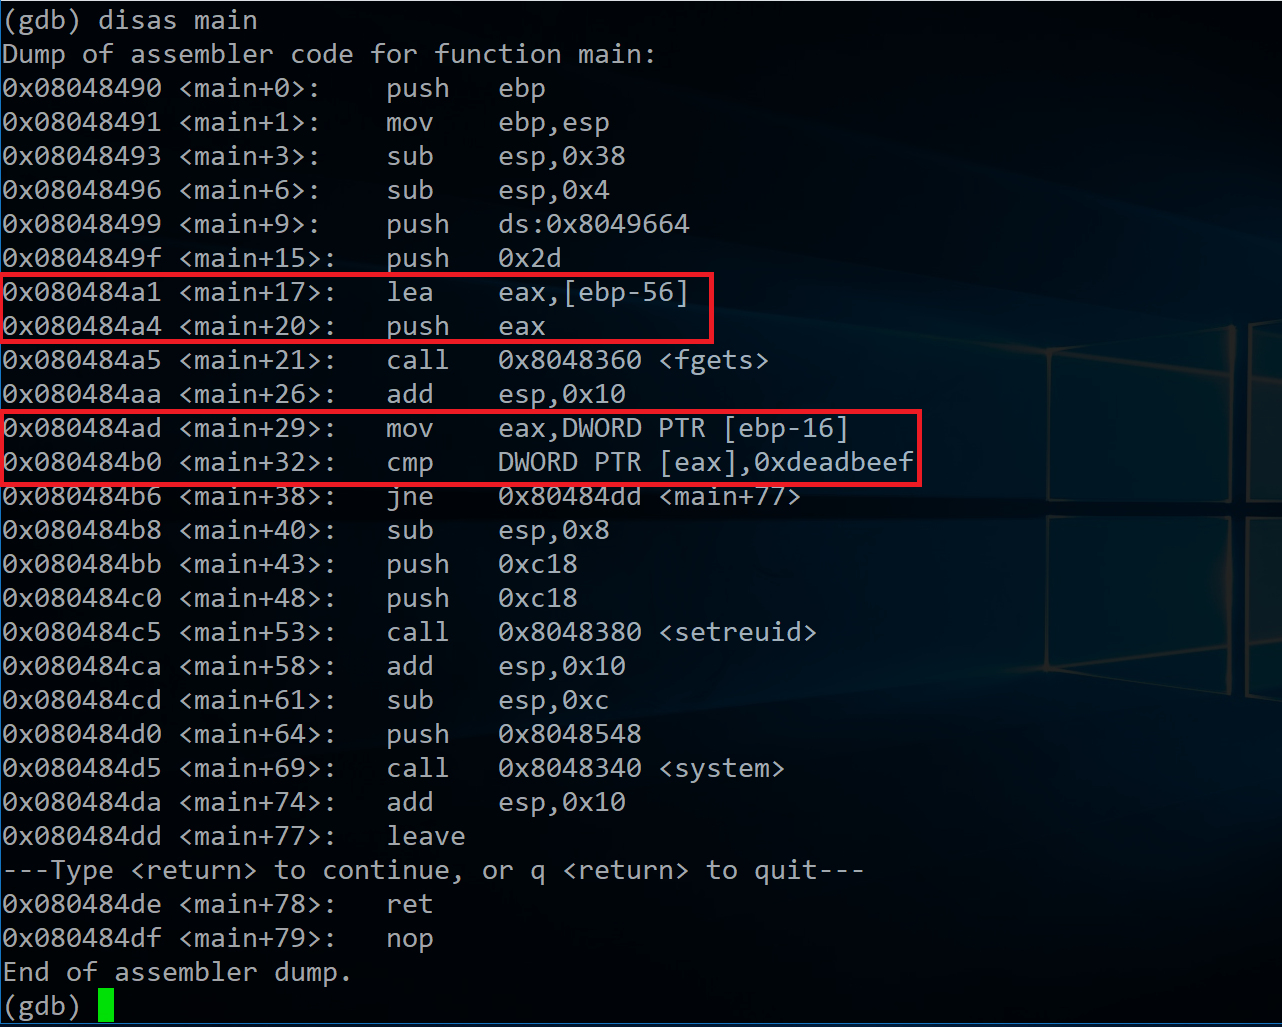 (gdb) disas main
Dump of assembler code for function main:
0x08048490 <main+0>:    push   ebp
0x08048491 <main+1>:    mov    ebp,esp
0x08048493 <main+3>:    sub    esp,0x38
0x08048496 <main+6>:    sub    esp,0x4
0x08048499 <main+9>:    push   ds:0x8049664
0x0804849f <main+15>:   push   0x2d
0x080484a1 <main+17>:   lea    eax,[ebp-56]
0x080484a4 <main+20>:   push   eax
0x080484a5 <main+21>:   call   0x8048360 <fgets>
0x080484aa <main+26>:   add    esp,0x10
0x080484ad <main+29>:   mov    eax,DWORD PTR [ebp-16]
0x080484b0 <main+32>:   cmp    DWORD PTR [eax],0xdeadbeef
0x080484b6 <main+38>:   jne    0x80484dd <main+77>
0x080484b8 <main+40>:   sub    esp,0x8
0x080484bb <main+43>:   push   0xc18
0x080484c0 <main+48>:   push   0xc18
0x080484c5 <main+53>:   call   0x8048380 <setreuid>
0x080484ca <main+58>:   add    esp,0x10
0x080484cd <main+61>:   sub    esp,0xc
0x080484d0 <main+64>:   push   0x8048548
0x080484d5 <main+69>:   call   0x8048340 <system>
0x080484da <main+74>:   add    esp,0x10
0x080484dd <main+77>:   leave
---Type <return> to continue, or q <return> to quit---
0x080484de <main+78>:   ret
0x080484df <main+79>:   nop
End of assembler dump.
(gdb)